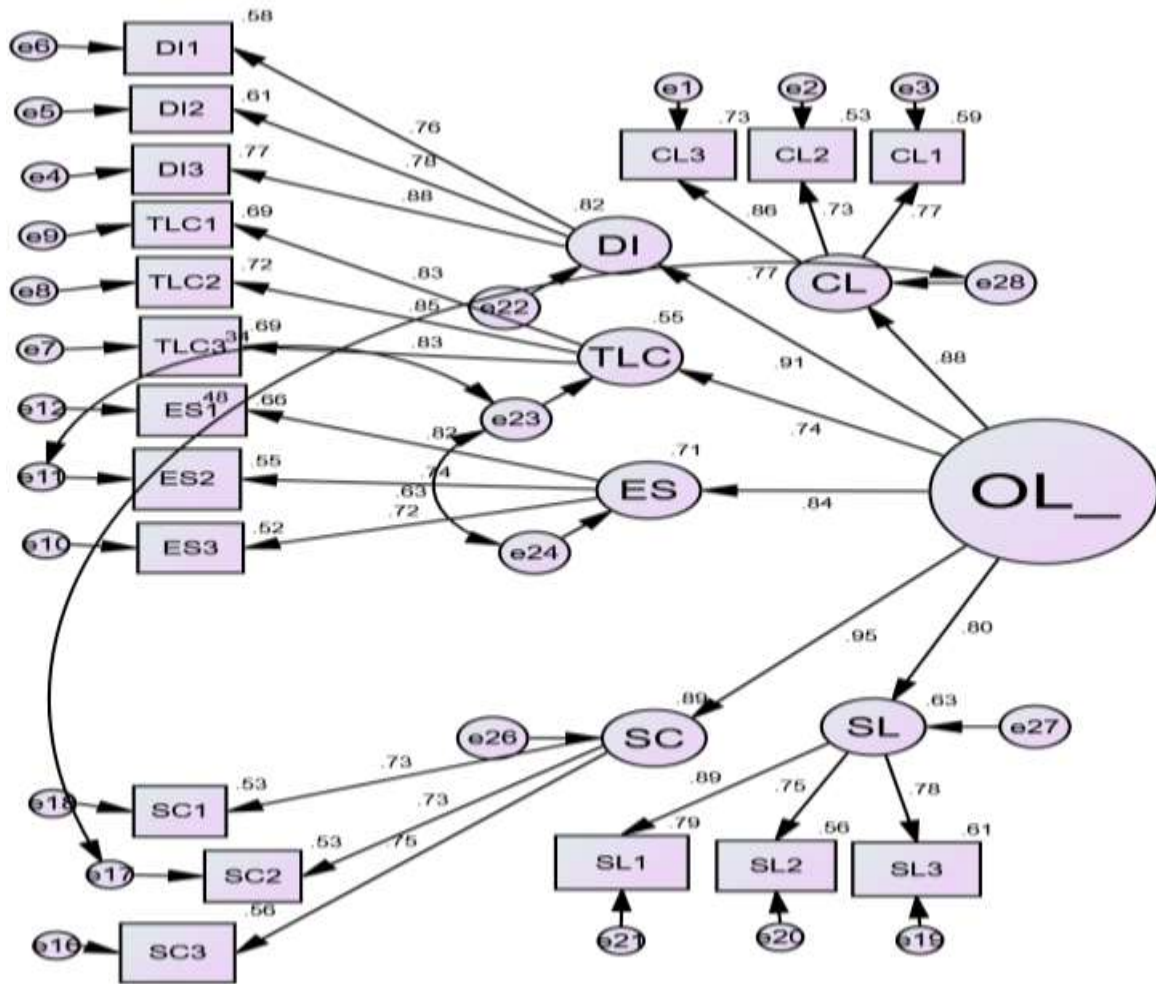 .58
e6
DI1
.61
e5
DI2
.77
e4
DI3
.69
e9
TLC1
.72
e8
TLC2
.69
e7
TLC3
.34
.66
e12
ES1
.48
.55
e11
ES2
.52
e10
ES3
.76
.78
.88
.82
DI
e22
.83
.85
.83
.55
TLC
e23
.82
.74
.63
.72
.71
ES
e24
e1
e2
e3
.73
CL3
.53
CL2
.59
CL1
.86
.73
.77
.77
CL
e28
.91
.88
.74
.84
OL_
.95
.80
.89
SC
e26
.63
SL
e27
.73
.73
.75
.53
e18
SC1
.53
e17
SC2
.56
e16
SC3
.89
.75
.78
.79
SL1
.56
SL2
.61
SL3
e21
e20
e19